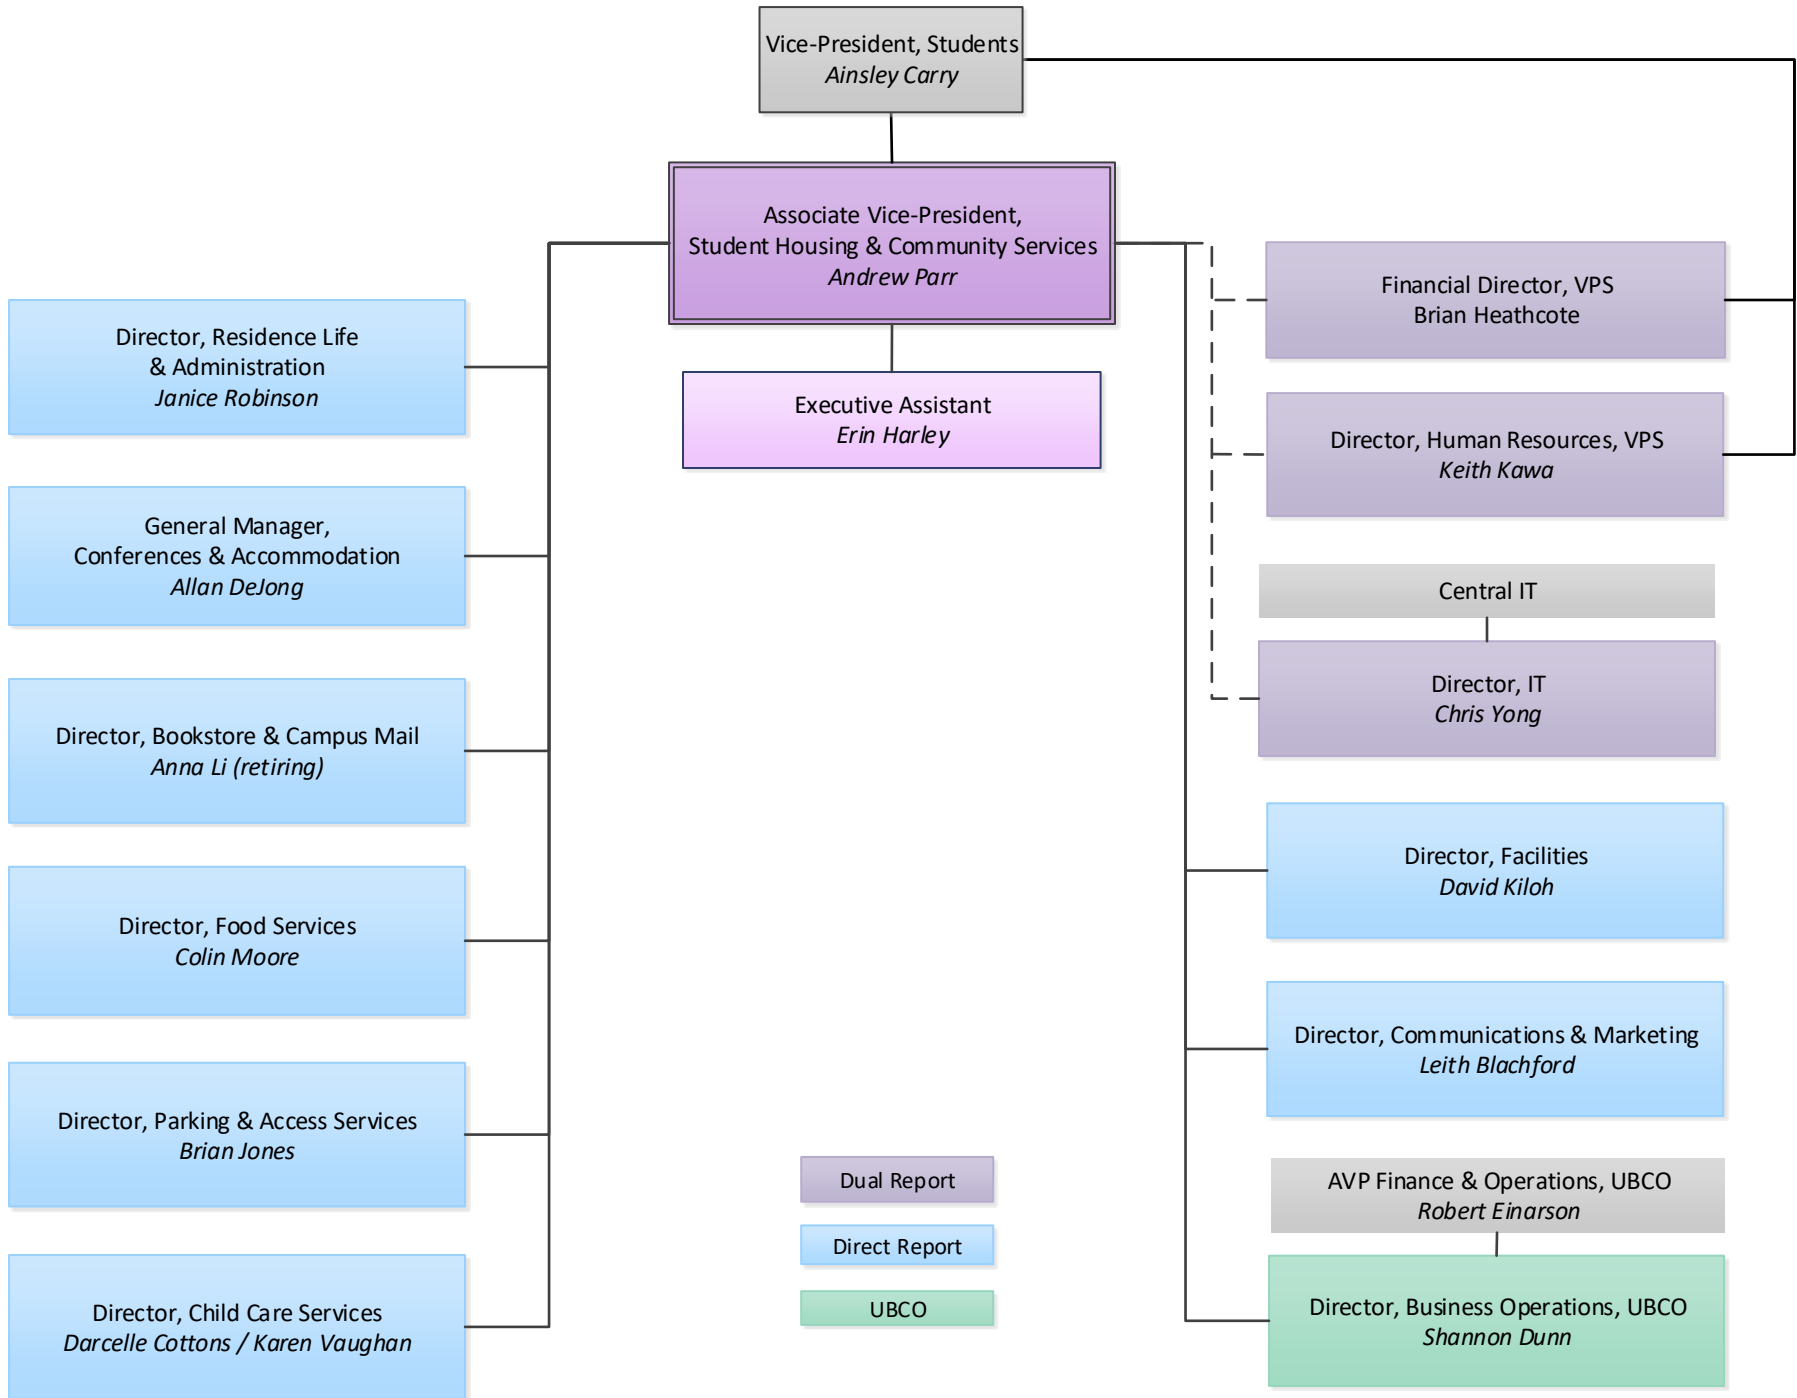 Vice-President, Students
Ainsley Carry
Associate Vice-President,
Student Housing & Community Services
Andrew Parr
Executive Assistant
Erin Harley
Director, Residence Life
& Administration
Janice Robinson
General Manager,
Conferences & Accommodation
Allan DeJong
Director, Bookstore & Campus Mail
Anna Li (retiring)
Director, Food Services
Colin Moore
Director, Parking & Access Services
Brian Jones
Director, Child Care Services
Darcelle Cottons / Karen Vaughan
Financial Director, VPS
Brian Heathcote
Director, Human Resources, VPS
Keith Kawa
Central IT
Director, IT
Chris Yong
Director, Facilities
David Kiloh
Director, Communications & Marketing
Leith Blachford
AVP Finance & Operations, UBCO
Robert Einarson
Director, Business Operations, UBCO
Shannon Dunn
Dual Report
Direct Report
UBCO